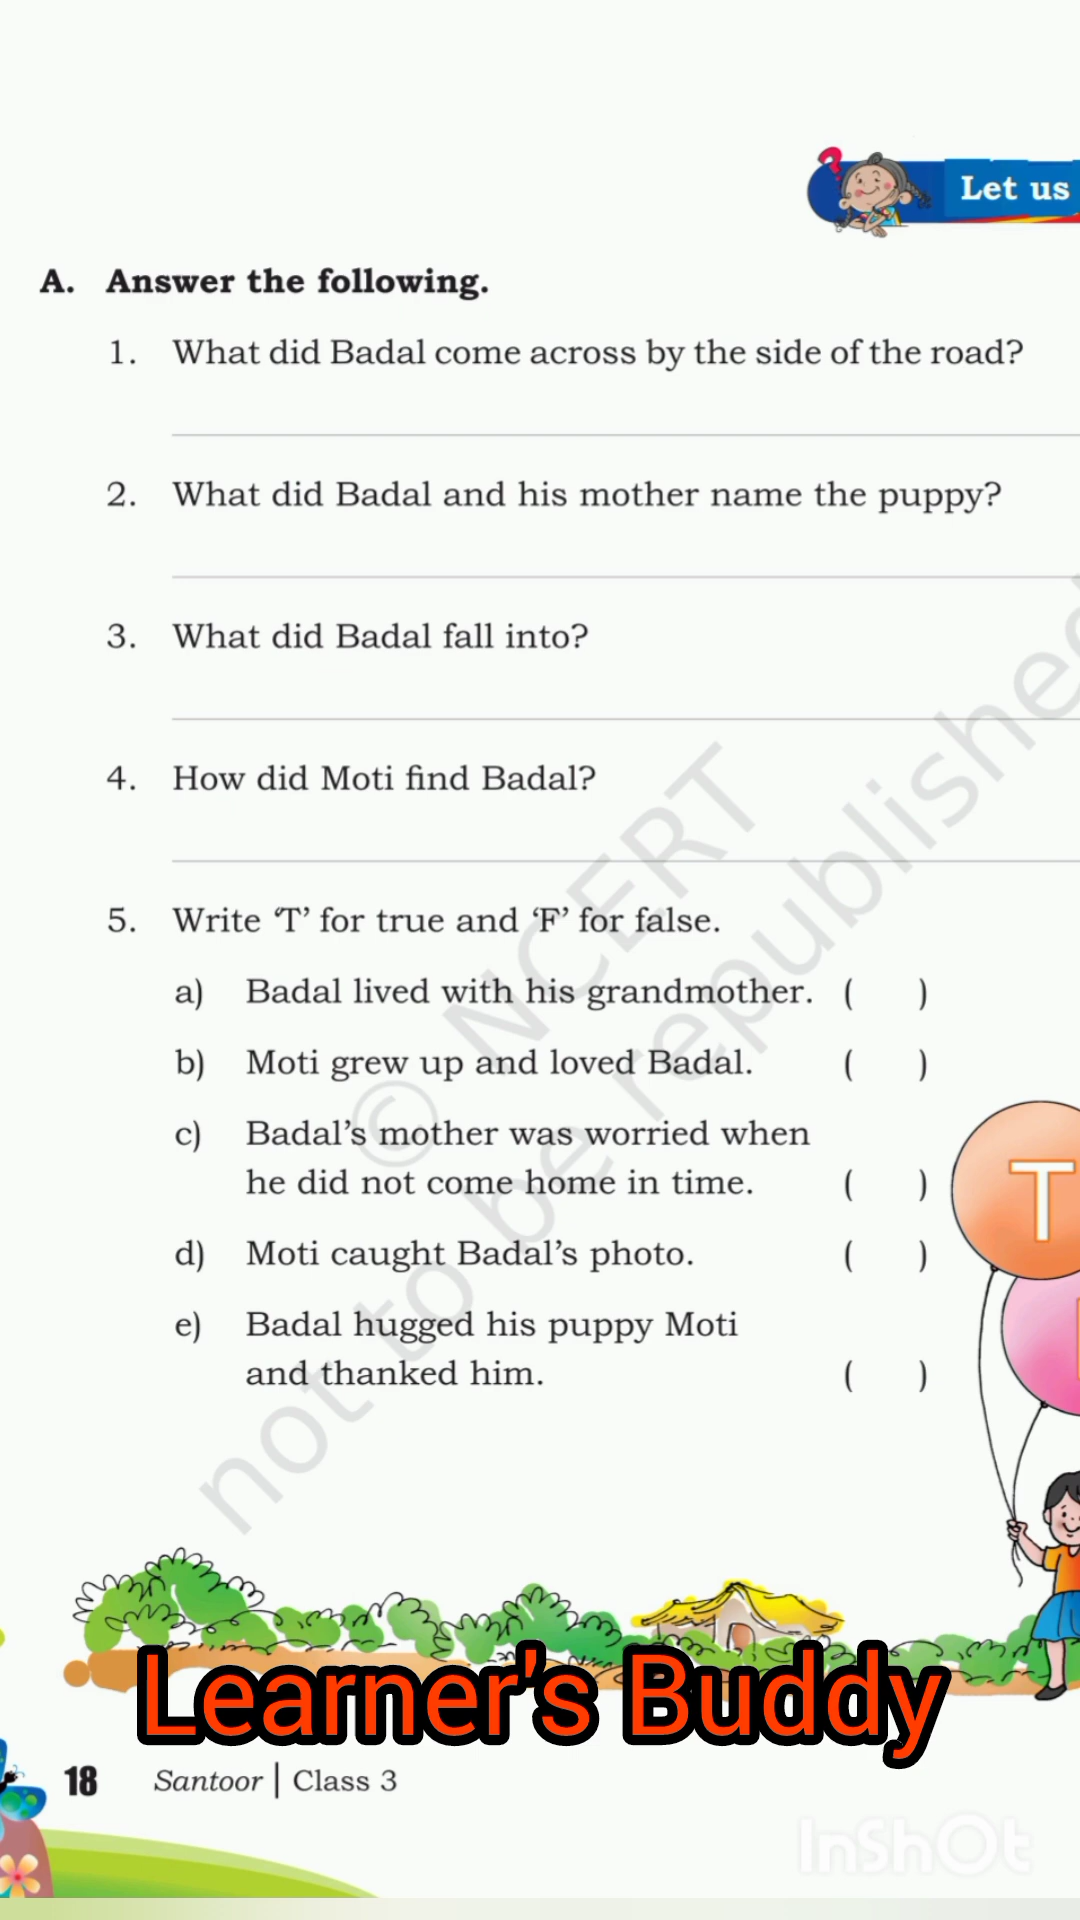 Let us
A. Answer the following.
1. What did Badal come across by the side of the road?
2. What did Badal and his mother name the puppy?
3. What did Badal fall into?
4. How did Moti find Badal?
5. Write ‘T’ for true and ‘F’ for false.
a) Badal lived with his grandmother. ( )
b) Moti grew up and loved Badal. ( )
c) Badal’s mother was worried when
he did not come home in time. ( )
d) Moti caught Badal’s photo. ( )
e) Badal hugged his puppy Moti
and thanked him. ( )
T
© NCERT
not to be republished
Learner's Buddy
18 Santoor | Class 3
InShOt